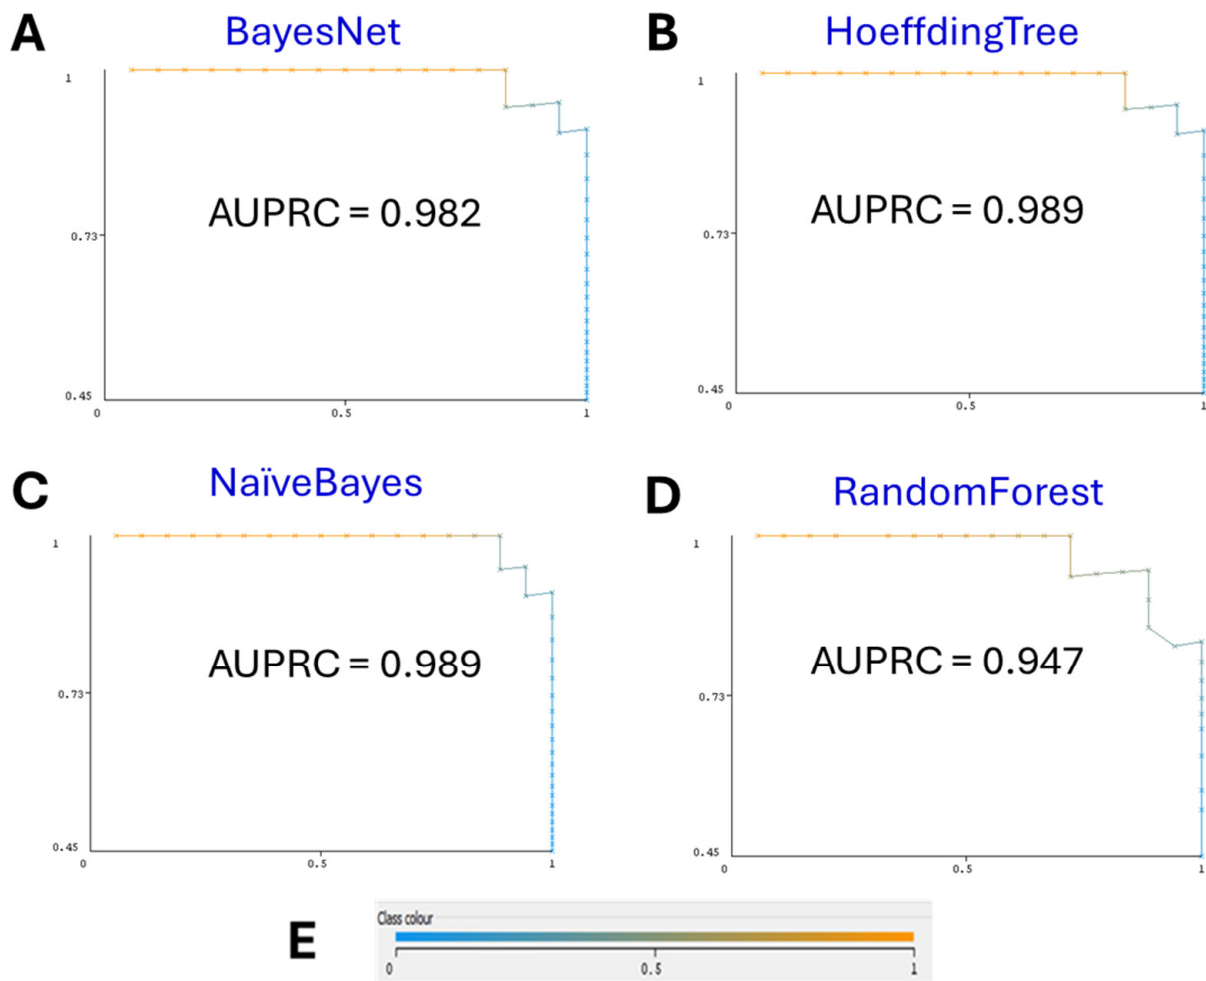 A
BayesNet
1
AUPRC = 0.982
0.73
0.45
0
0.5
1
B
HoeffdingTree
1
AUPRC = 0.989
0.73
0.45
0
0.5
1
C
NaïveBayes
1
AUPRC = 0.989
0.73
0.45
0
0.5
1
D
RandomForest
1
AUPRC = 0.947
0.73
0.45
0
0.5
1
E
Class colour
0
0.5
1